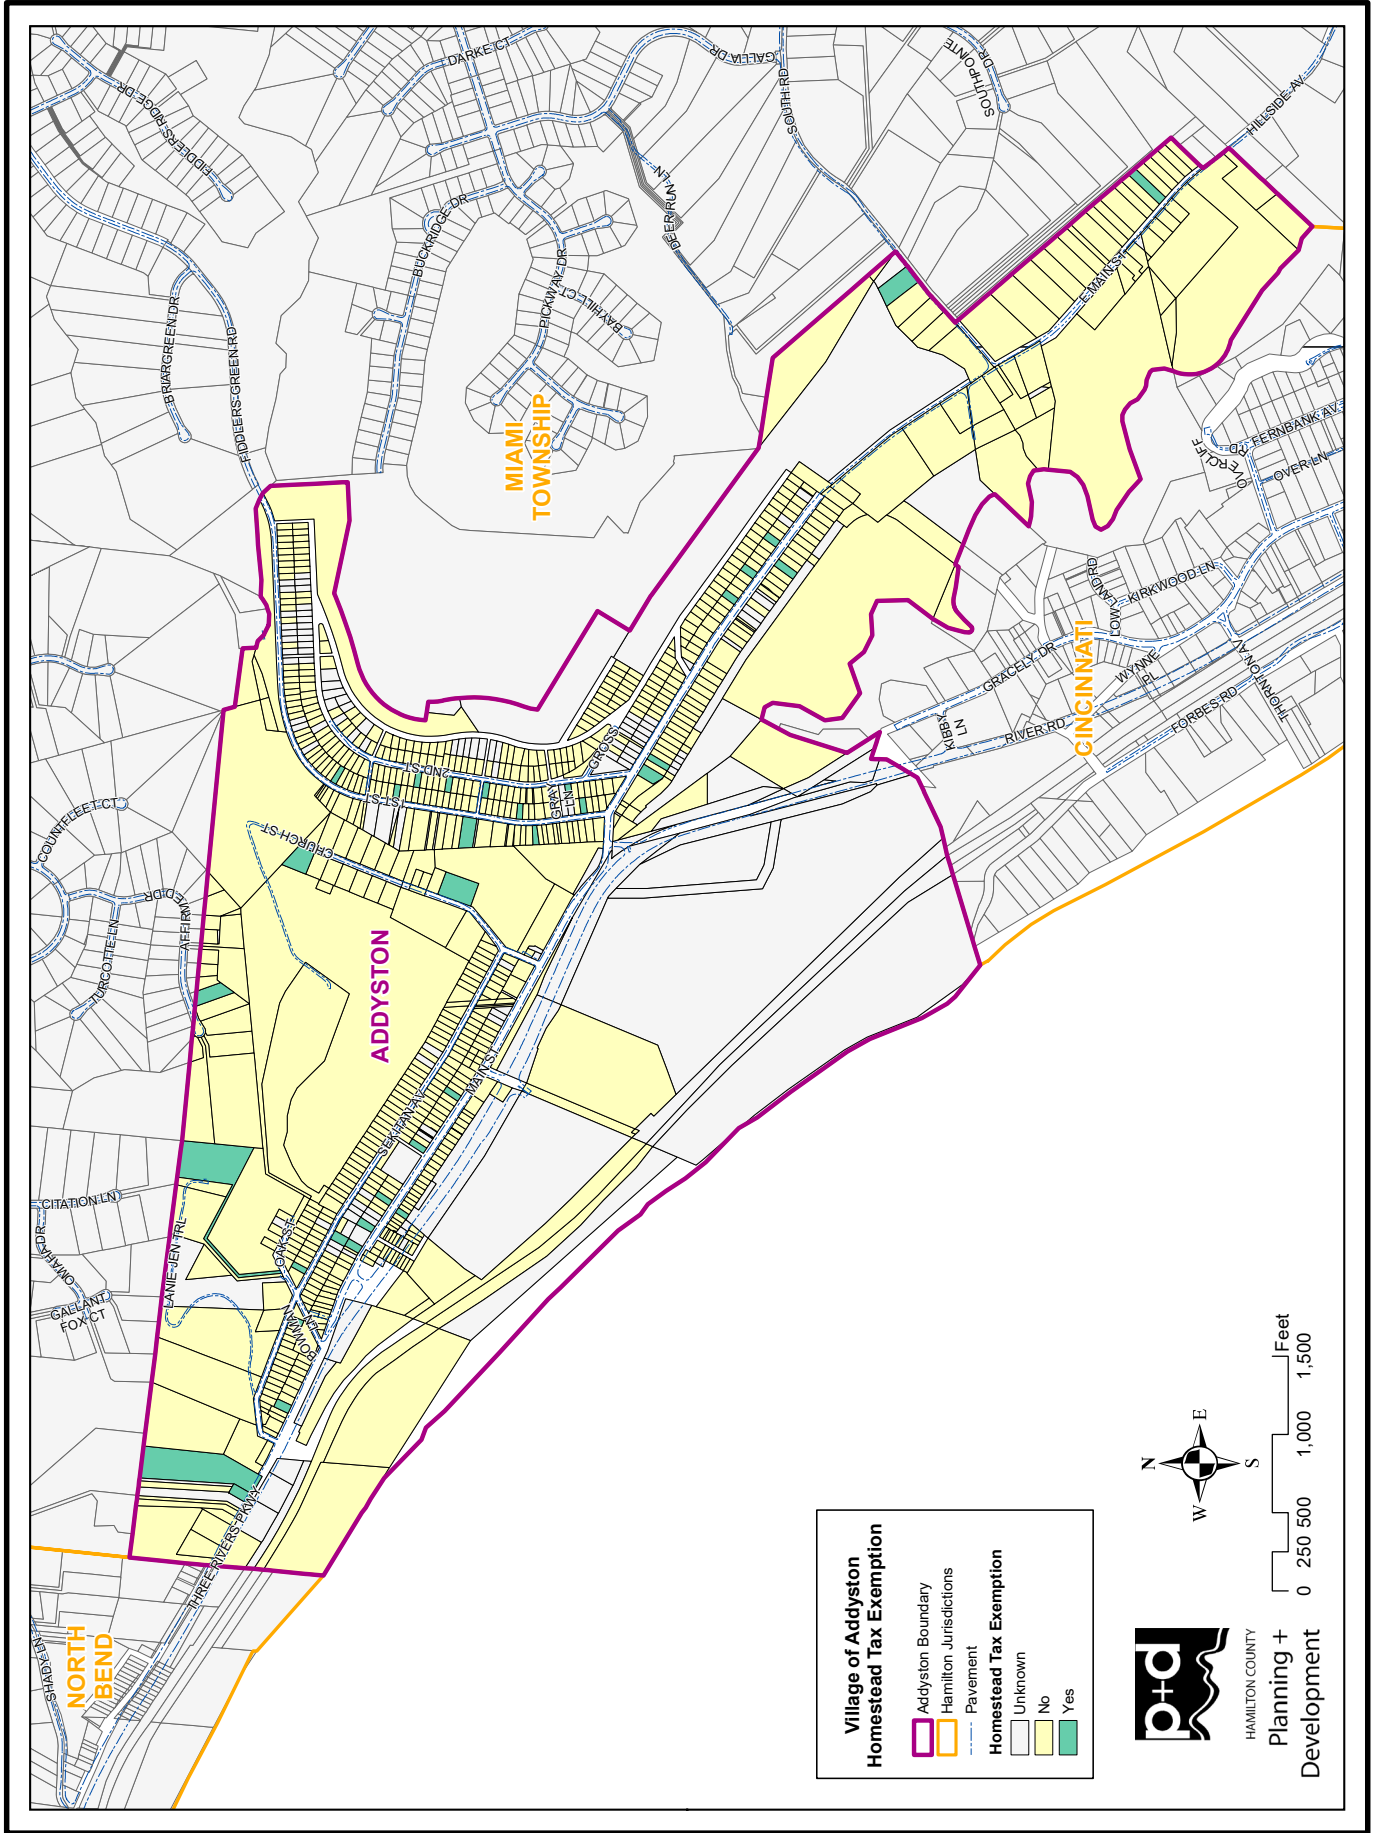 SHADY LN
NORTH
BEND
THREE RIVERS PKWY
OMAHA DR
GALLANT
FOX CT
CITATION LN
LANIE JEN TRL
OAK ST
BOWMAN
LN
SEKITAN AV
MAIN ST
ADDYSTON
TURCOTTE LN
COUNTFLEET CT
AFFIRMED DR
CHURCH ST
1ST ST
2ND ST
GRAY
LN
GROSS
FIDDLERS GREEN RD
BRIARGREEN DR
FIDDLERS RIDGE DR
DARKE CT
BUCKRIDGE DR
PICKWAY DR
BAYHILL CT
MIAMI
TOWNSHIP
DEER RUN LN
GALLIA DR
SOUTH RD
SOUTHPOINTE
DR
HILLSIDE AV
E MAIN ST
OVERCLIFF
RD
FERNBANK AV
OVER LN
LOWLAND RD
KIRKWOOD LN
GRACELY DR
WYNNE
PL
CINCINNATI
KIBBY
LN
RIVER RD
FORBES RD
THORNTON AV
Village of Addyston
Homestead Tax Exemption
Addyston Boundary
Hamilton Jurisdictions
Pavement
Homestead Tax Exemption
Unknown
No
Yes
N
W
E
S
p+d
HAMILTON COUNTY
Planning +
Development
Feet
0 250 500 1,000 1,500